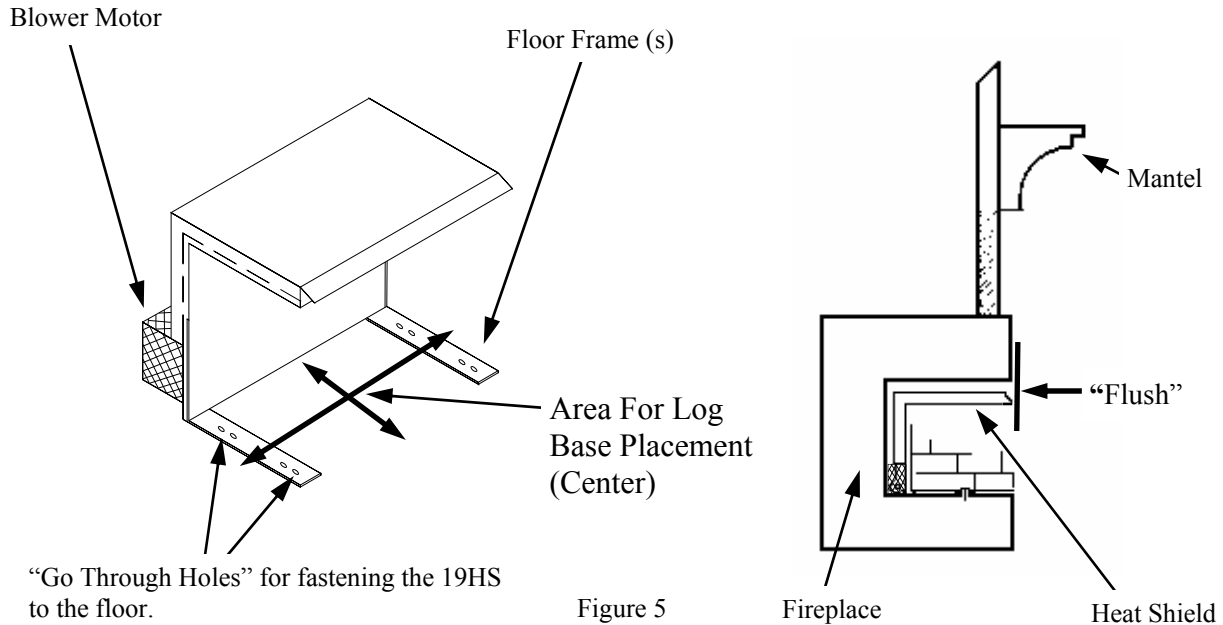 Blower Motor
Floor Frame (s)
Mantel
“Flush”
Area For Log
Base Placement
(Center)
“Go Through Holes” for fastening the 19HS
to the floor.
Figure 5
Fireplace
Heat Shield